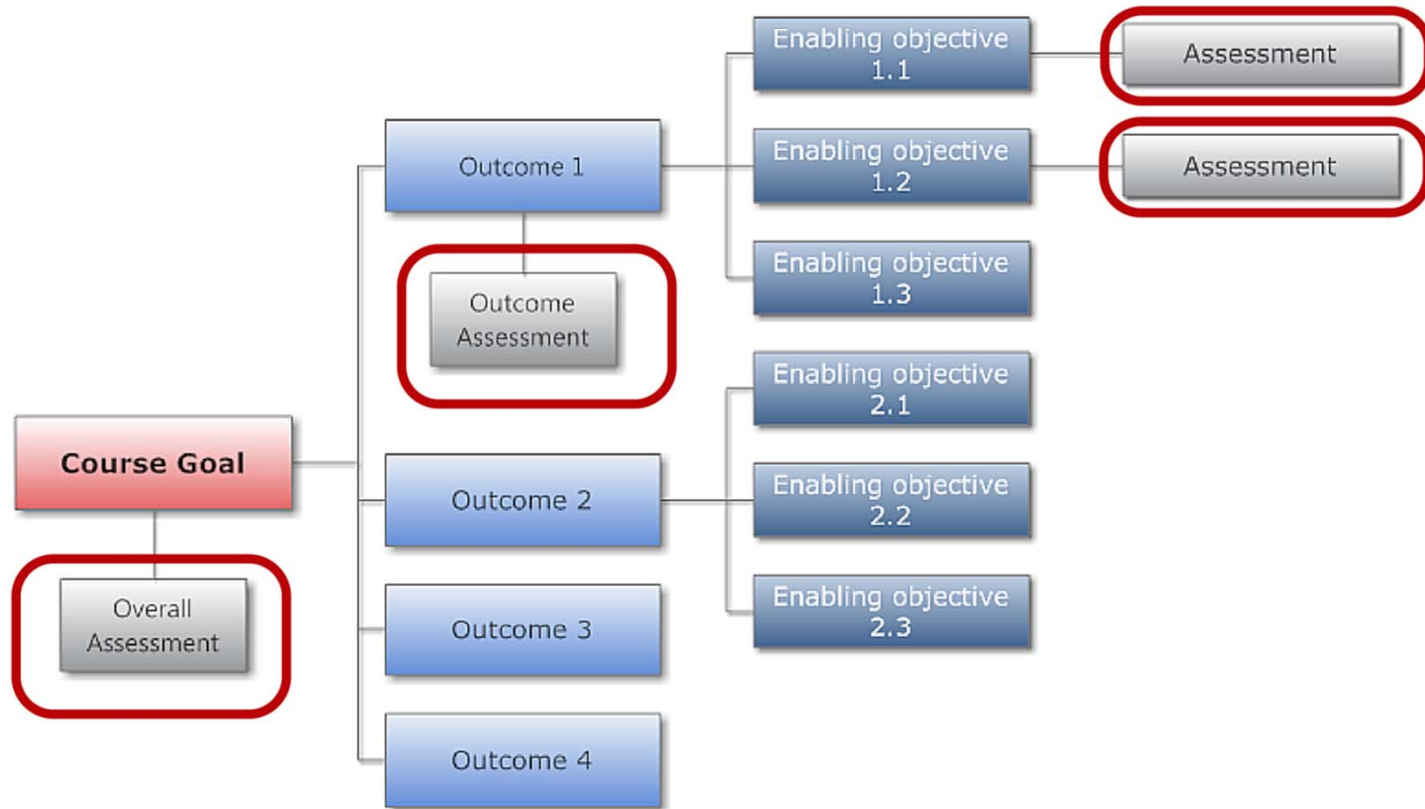 Enabling objective
1.1
Assessment
Outcome 1
Enabling objective
1.2
Assessment
Enabling objective
1.3
Outcome
Assessment
Enabling objective
2.1
Course Goal
Outcome 2
Enabling objective
2.2
Overall
Assessment
Outcome 3
Enabling objective
2.3
Outcome 4